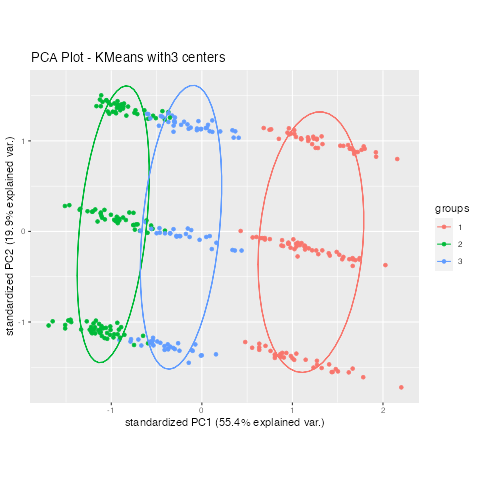 PCA Plot - KMeans with3 centers
standardized PC2 (19.9% explained var.)
1
0
-1
-1
0
1
2
standardized PC1 (55.4% explained var.)
groups
1
2
3